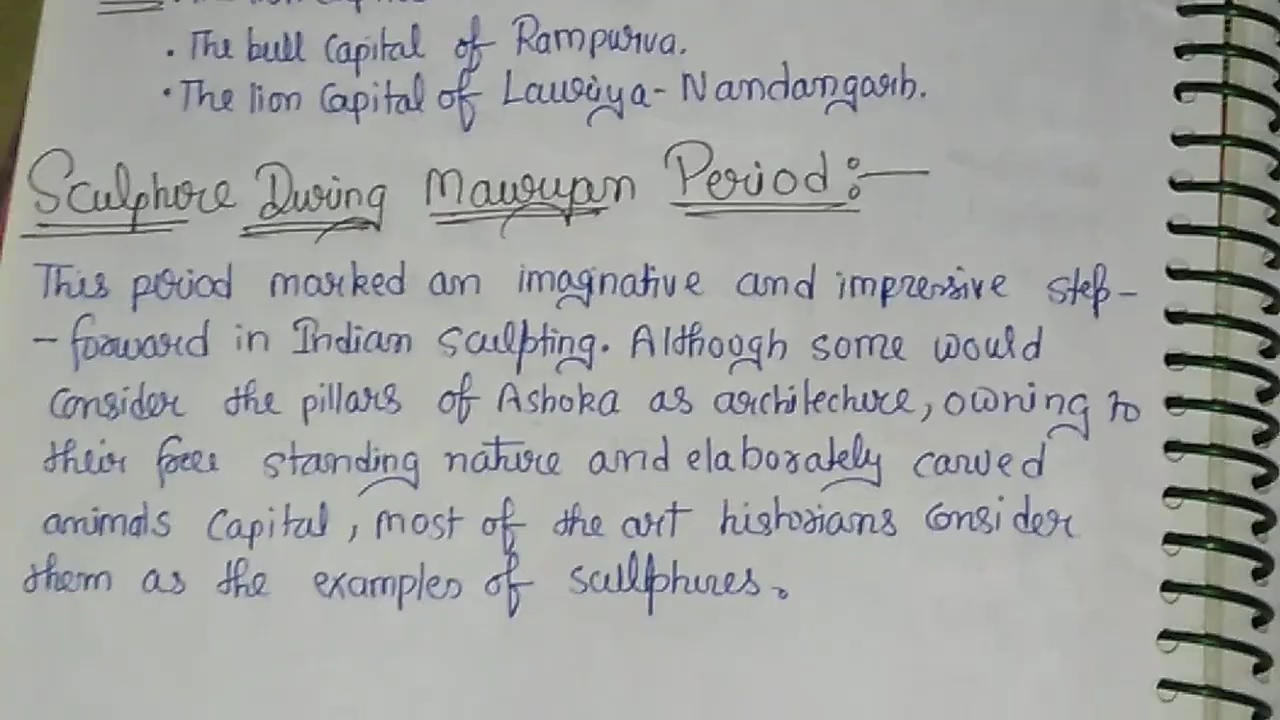 . The bull Capital of Rampurva.
. The lion Capital of Lauriya- Nandangarh.
Sculpture During Mauryan Period:—
This period marked an imagnative and impressive step-
- forward in Indian sculpting. Although some would
consider the pillars of Ashoka as architecture, owning to
their free standing nature and elaborately carved
animals Capital, most of the art historians consider
them as the examples of scullptures.